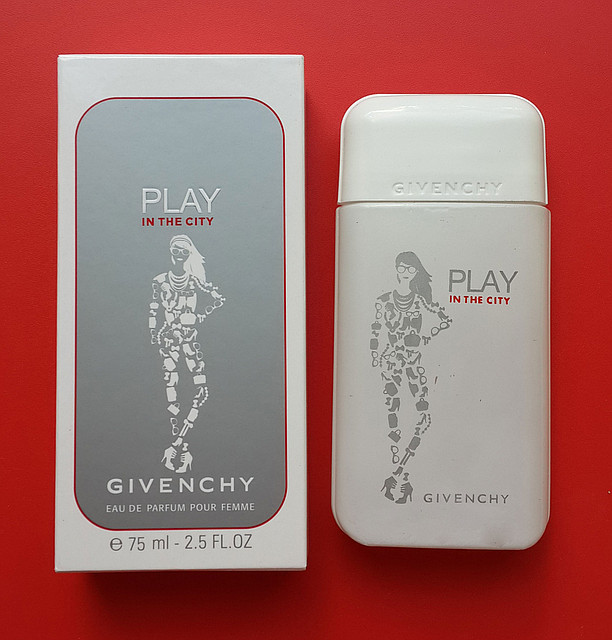 PLAY
IN THE CITY
GIVENCHY
EAU DE PARFUM POUR FEMME
℮ 75 ml - 2.5 FL.OZ
GIVENCHY
PLAY
IN THE CITY
GIVENCHY